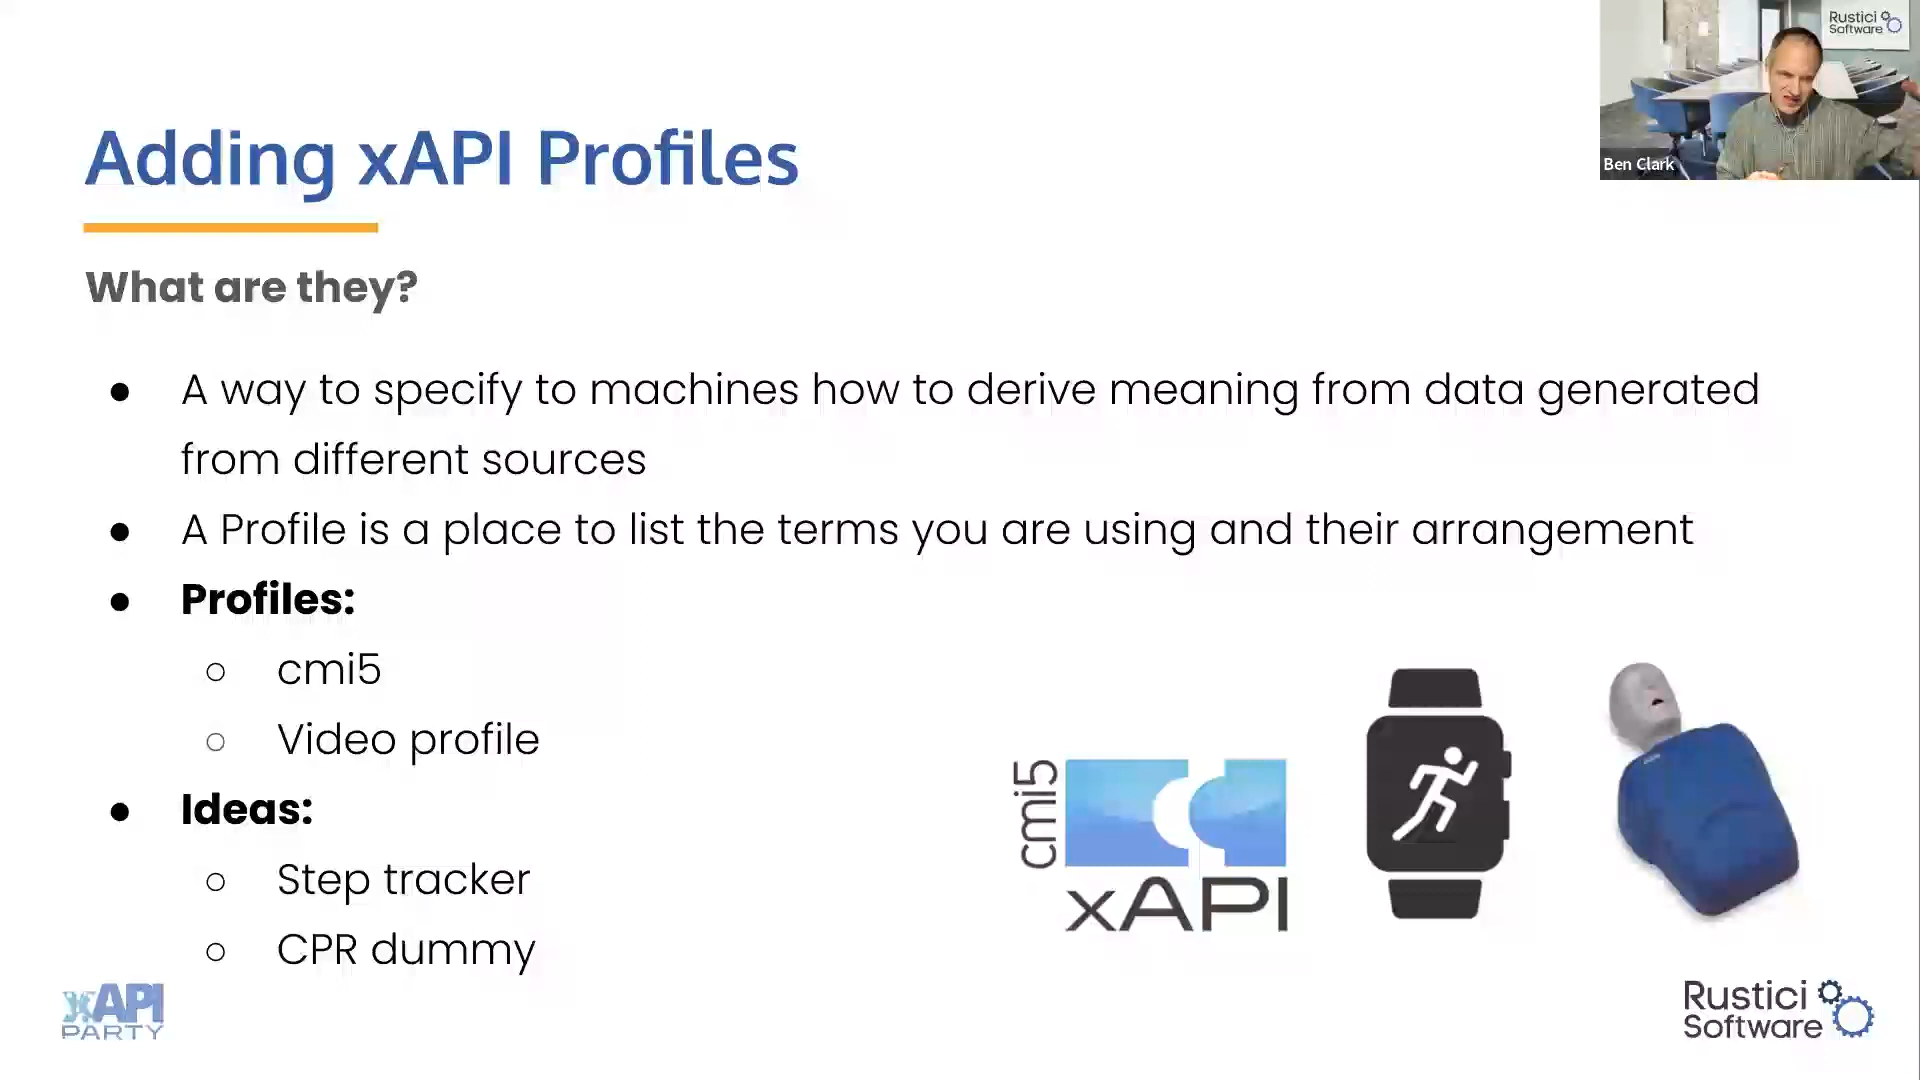 Rustici
Software
Ben Clark
Adding xAPI Profiles
What are they?
● A way to specify to machines how to derive meaning from data generated
from different sources
● A Profile is a place to list the terms you are using and their arrangement
● Profiles:
○ cmi5
○ Video profile
● Ideas:
○ Step tracker
○ CPR dummy
cmi5
xAPI
xAPI
PARTY
Rustici
Software